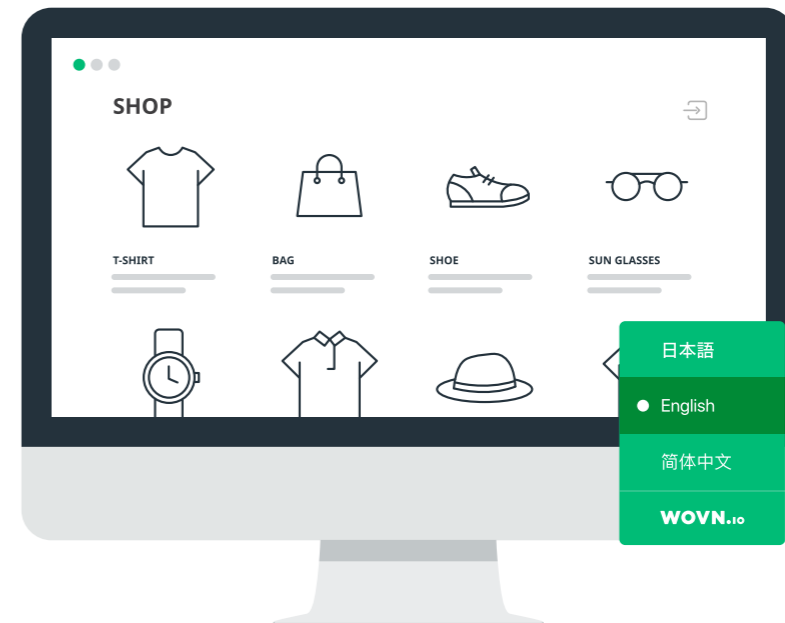 SHOP
T-SHIRT
BAG
SHOE
SUN GLASSES
日本語
English
简体中文
WOVN.IO